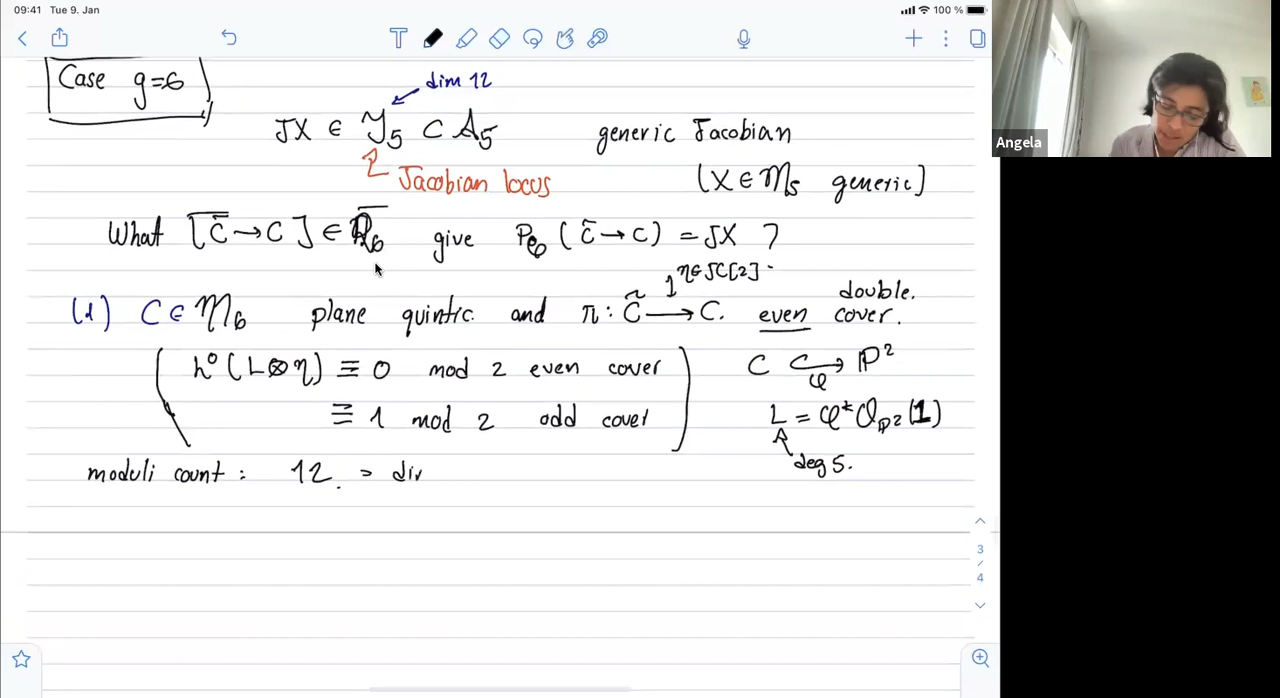 09:41 Tue 9. Jan
100 %
Case g=6
dim 12
JX ∈ 𝒥₅ ⊂ A₅ generic Jacobian
Jacobian locus (X ∈ M₅ generic)
What [C̃ → C] ∈ R̄₆ give P₆ (C̃ → C) = JX ?
η ∈ JC[2]
(1) C ∈ M₆ plane quintic and π : C̃ → C. even double cover.
h⁰ (L ⊗ η) ≡ 0 mod 2 even cover
≡ 1 mod 2 odd cover
C ↪ P²
φ
L = φ* O_P² (1)
deg 5.
moduli count : 12 = di
3
/
4
Angela